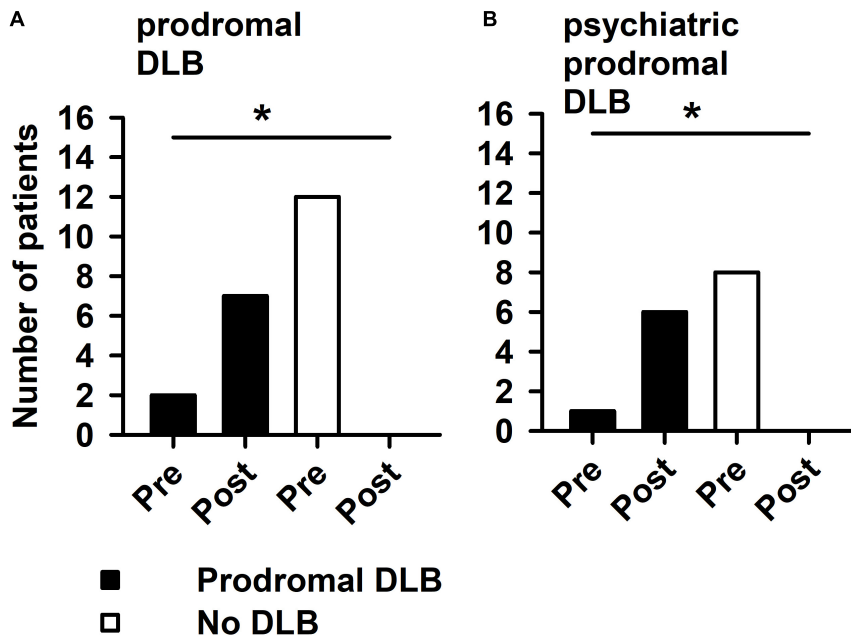 A
prodromal
DLB
*
Number of patients
16
14
12
10
8
6
4
2
0
Pre
Post
Pre
Post
B
psychiatric
prodromal
DLB
*
16
14
12
10
8
6
4
2
0
Pre
Post
Pre
Post
Prodromal DLB
No DLB